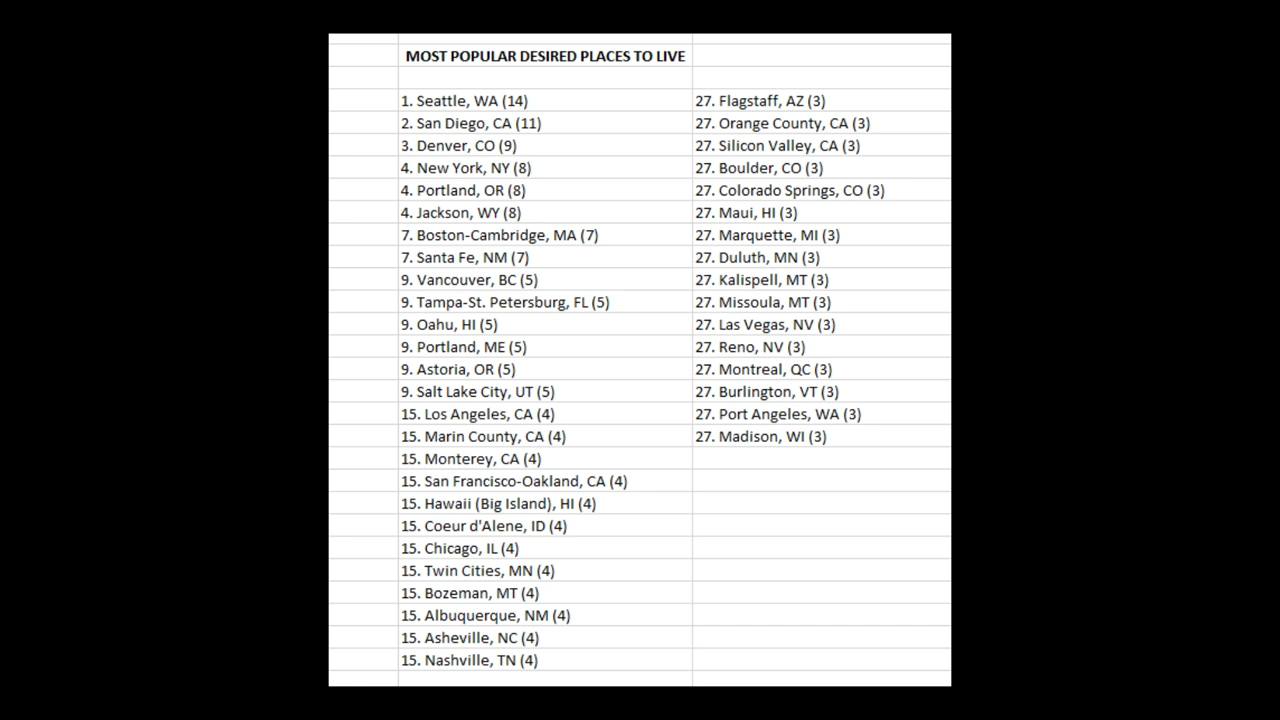 MOST POPULAR DESIRED PLACES TO LIVE
1. Seattle, WA (14)
2. San Diego, CA (11)
3. Denver, CO (9)
4. New York, NY (8)
4. Portland, OR (8)
4. Jackson, WY (8)
7. Boston-Cambridge, MA (7)
7. Santa Fe, NM (7)
9. Vancouver, BC (5)
9. Tampa-St. Petersburg, FL (5)
9. Oahu, HI (5)
9. Portland, ME (5)
9. Astoria, OR (5)
9. Salt Lake City, UT (5)
15. Los Angeles, CA (4)
15. Marin County, CA (4)
15. Monterey, CA (4)
15. San Francisco-Oakland, CA (4)
15. Hawaii (Big Island), HI (4)
15. Coeur d'Alene, ID (4)
15. Chicago, IL (4)
15. Twin Cities, MN (4)
15. Bozeman, MT (4)
15. Albuquerque, NM (4)
15. Asheville, NC (4)
15. Nashville, TN (4)
27. Flagstaff, AZ (3)
27. Orange County, CA (3)
27. Silicon Valley, CA (3)
27. Boulder, CO (3)
27. Colorado Springs, CO (3)
27. Maui, HI (3)
27. Marquette, MI (3)
27. Duluth, MN (3)
27. Kalispell, MT (3)
27. Missoula, MT (3)
27. Las Vegas, NV (3)
27. Reno, NV (3)
27. Montreal, QC (3)
27. Burlington, VT (3)
27. Port Angeles, WA (3)
27. Madison, WI (3)